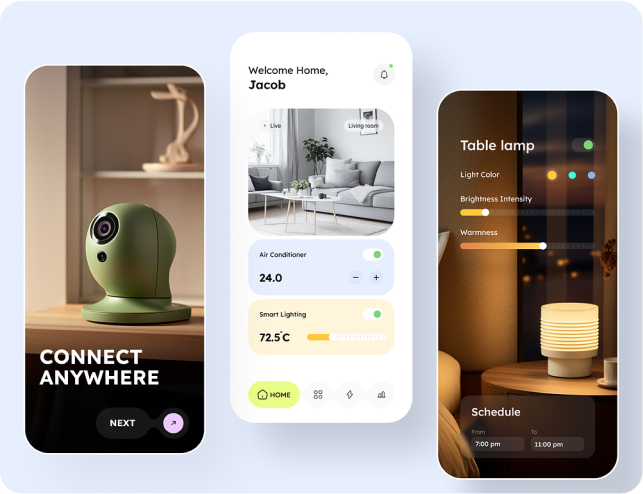 CONNECT
ANYWHERE
NEXT
Welcome Home,
Jacob
Live
Living room
Air Conditioner
24.0
Smart Lighting
72.5°C
HOME
Table lamp
Light Color
Brightness Intensity
Warmness
Schedule
From
To
7:00 pm
11:00 pm